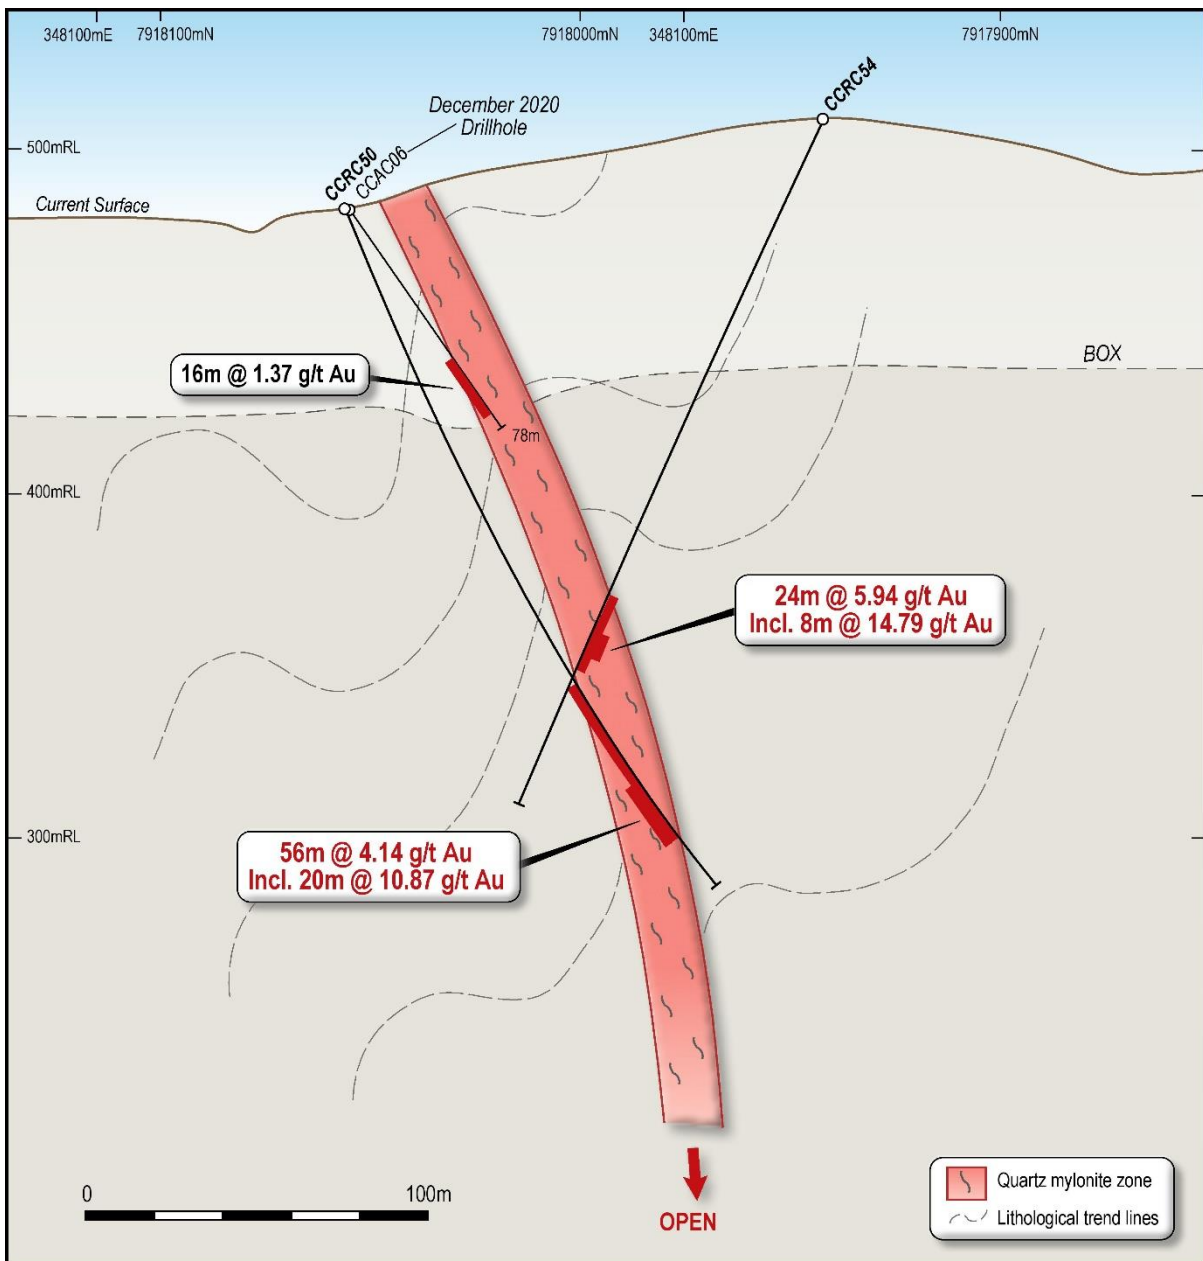 348100mE
7918100mN
7918000mN
348100mE
7917900mN
CCRC54
December 2020
Drillhole
CCRC50
CCAC06
500mRL
Current Surface
BOX
16m @ 1.37 g/t Au
78m
400mRL
24m @ 5.94 g/t Au
Incl. 8m @ 14.79 g/t Au
300mRL
56m @ 4.14 g/t Au
Incl. 20m @ 10.87 g/t Au
0
100m
OPEN
Quartz mylonite zone
Lithological trend lines